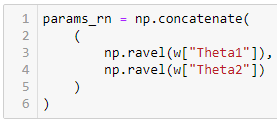 1 params_rn = np.concatenate(
2     (
3         np.ravel(w["Theta1"]),
4         np.ravel(w["Theta2"])
5     )
6 )